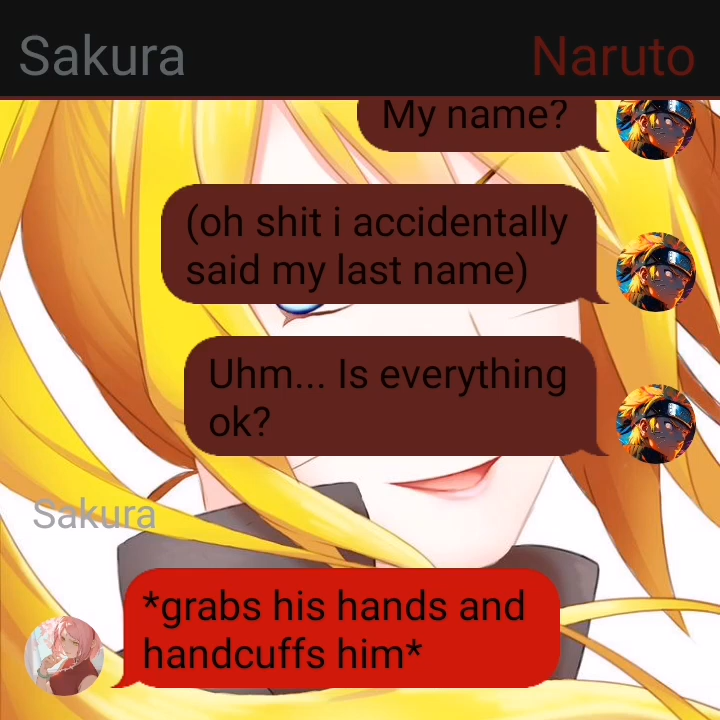 Sakura Naruto
My name?
(oh shit i accidentally
said my last name)
Uhm... Is everything
ok?
Sakura
*grabs his hands and
handcuffs him*